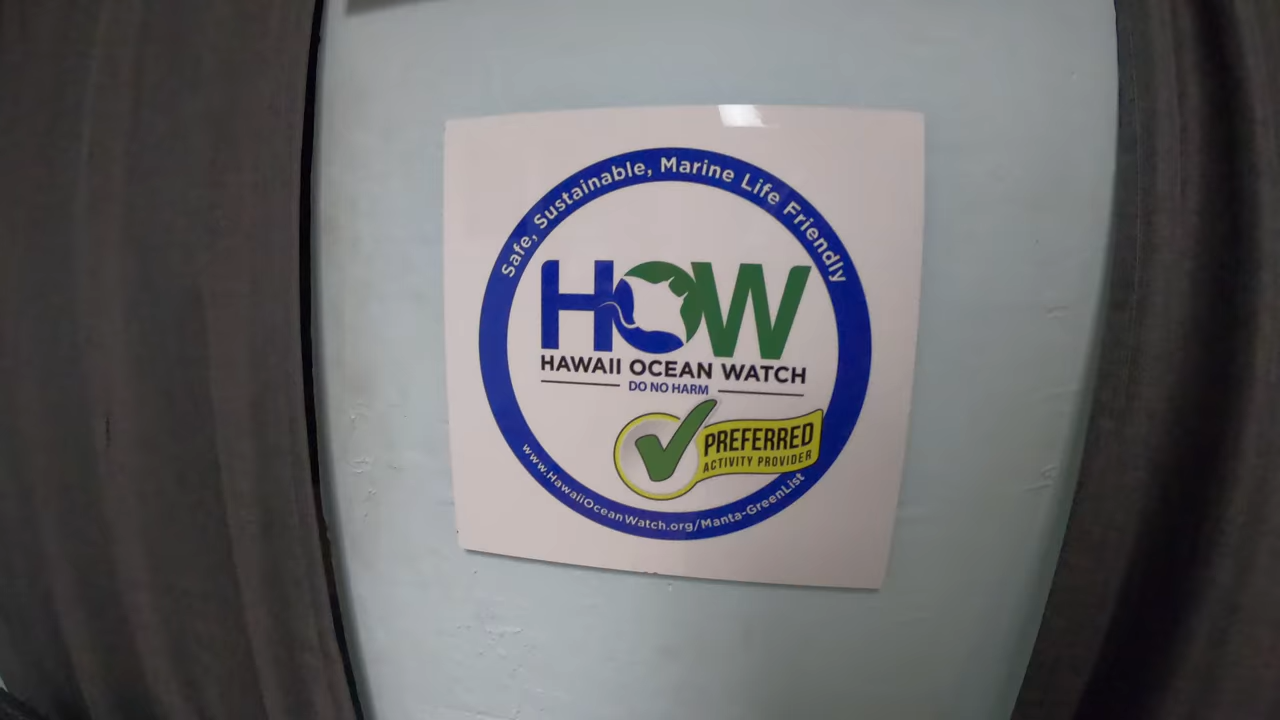 Safe, Sustainable, Marine Life Friendly
HOW
HAWAII OCEAN WATCH
DO NO HARM
PREFERRED
ACTIVITY PROVIDER
www.HawaiiOceanWatch.org/Manta-GreenList